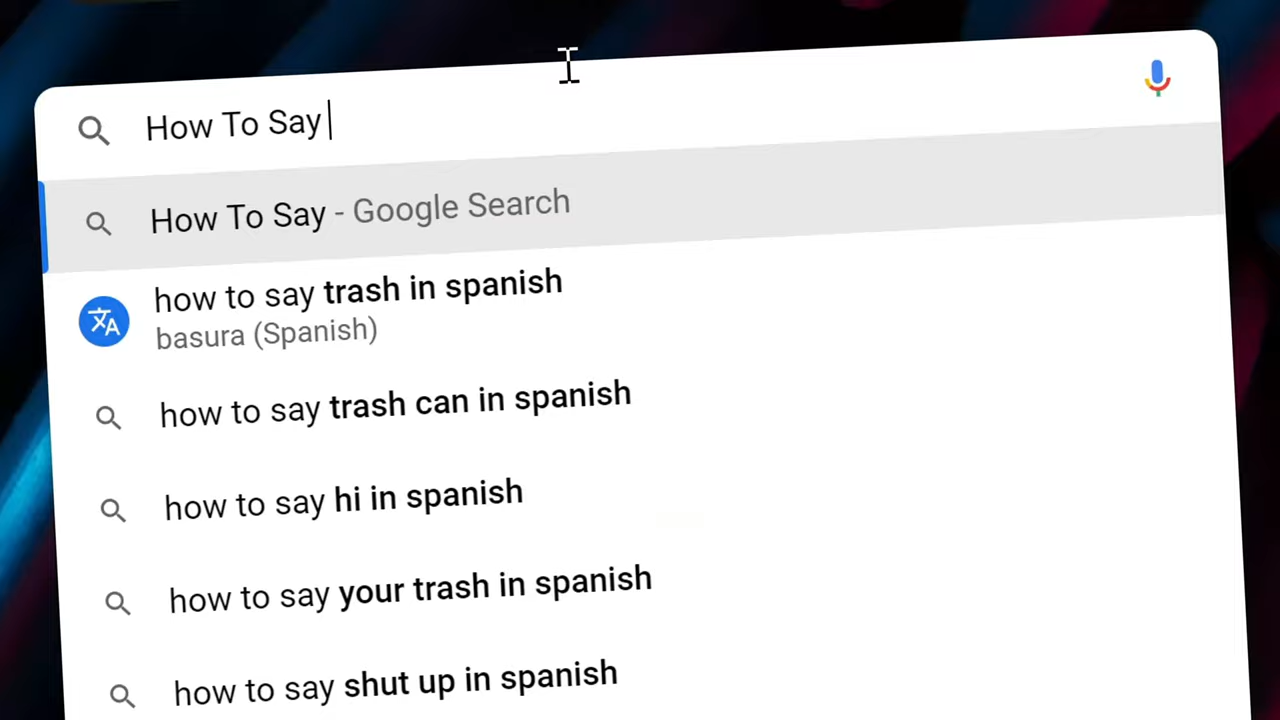 How To Say
How To Say - Google Search
how to say trash in spanish
basura (Spanish)
how to say trash can in spanish
how to say hi in spanish
how to say your trash in spanish
how to say shut up in spanish